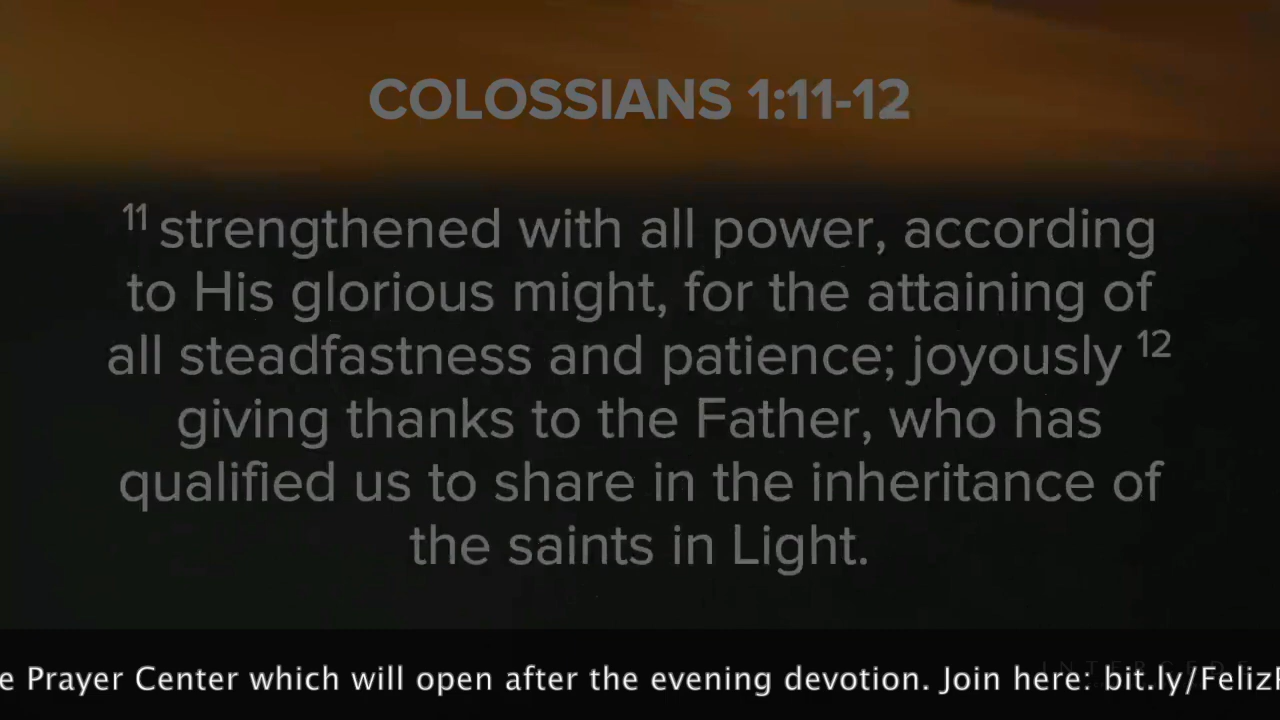 COLOSSIANS 1:11-12
11 strengthened with all power, according
to His glorious might, for the attaining of
all steadfastness and patience; joyously 12
giving thanks to the Father, who has
qualified us to share in the inheritance of
the saints in Light.
INTERCEDE
e Prayer Center which will open after the evening devotion. Join here: bit.ly/Feliz